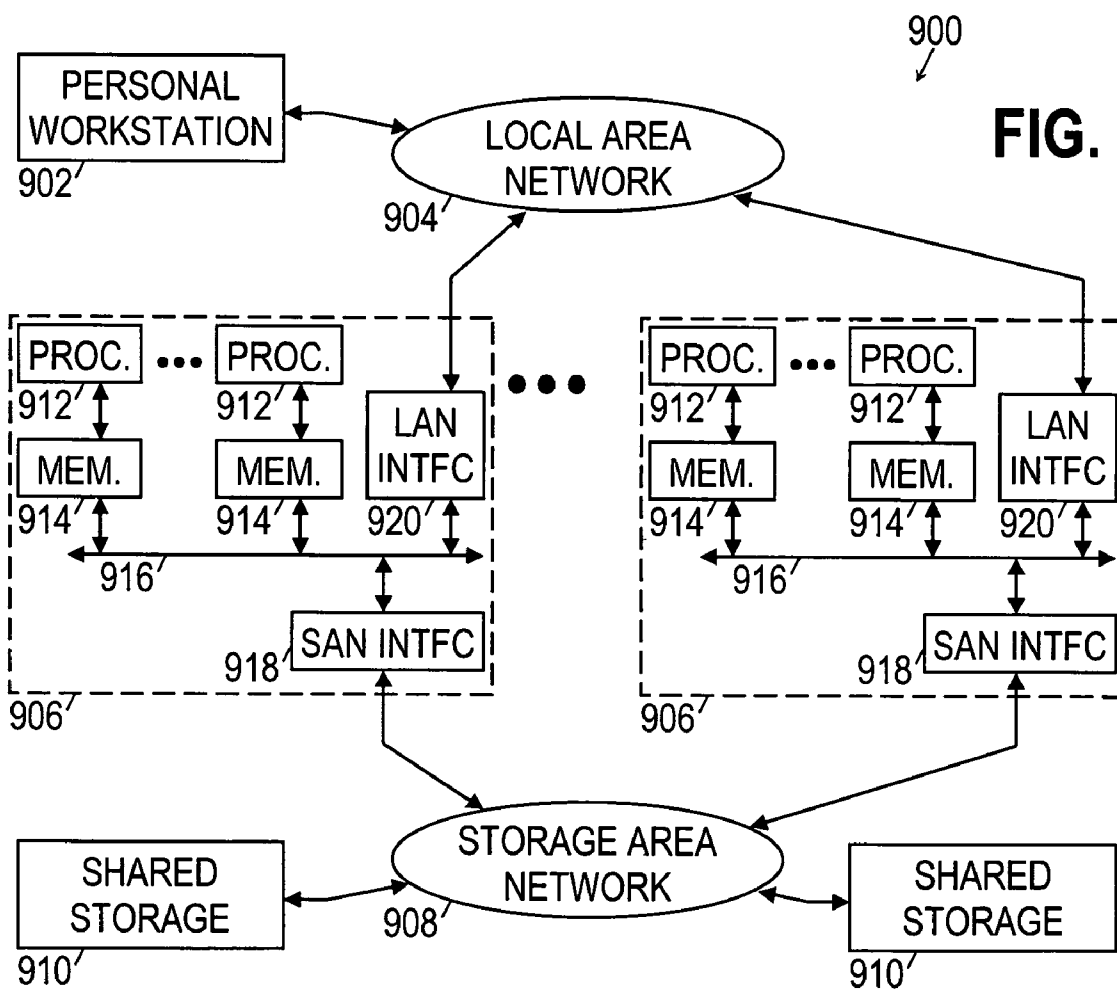 900
FIG.
PERSONAL
WORKSTATION
902
LOCAL AREA
NETWORK
904
PROC.
912
PROC.
912
MEM.
914
MEM.
914
LAN
INTFC
920
916
SAN INTFC
918
906
PROC.
912
PROC.
912
MEM.
914
MEM.
914
LAN
INTFC
920
916
SAN INTFC
918
906
STORAGE AREA
NETWORK
908
SHARED
STORAGE
910
SHARED
STORAGE
910